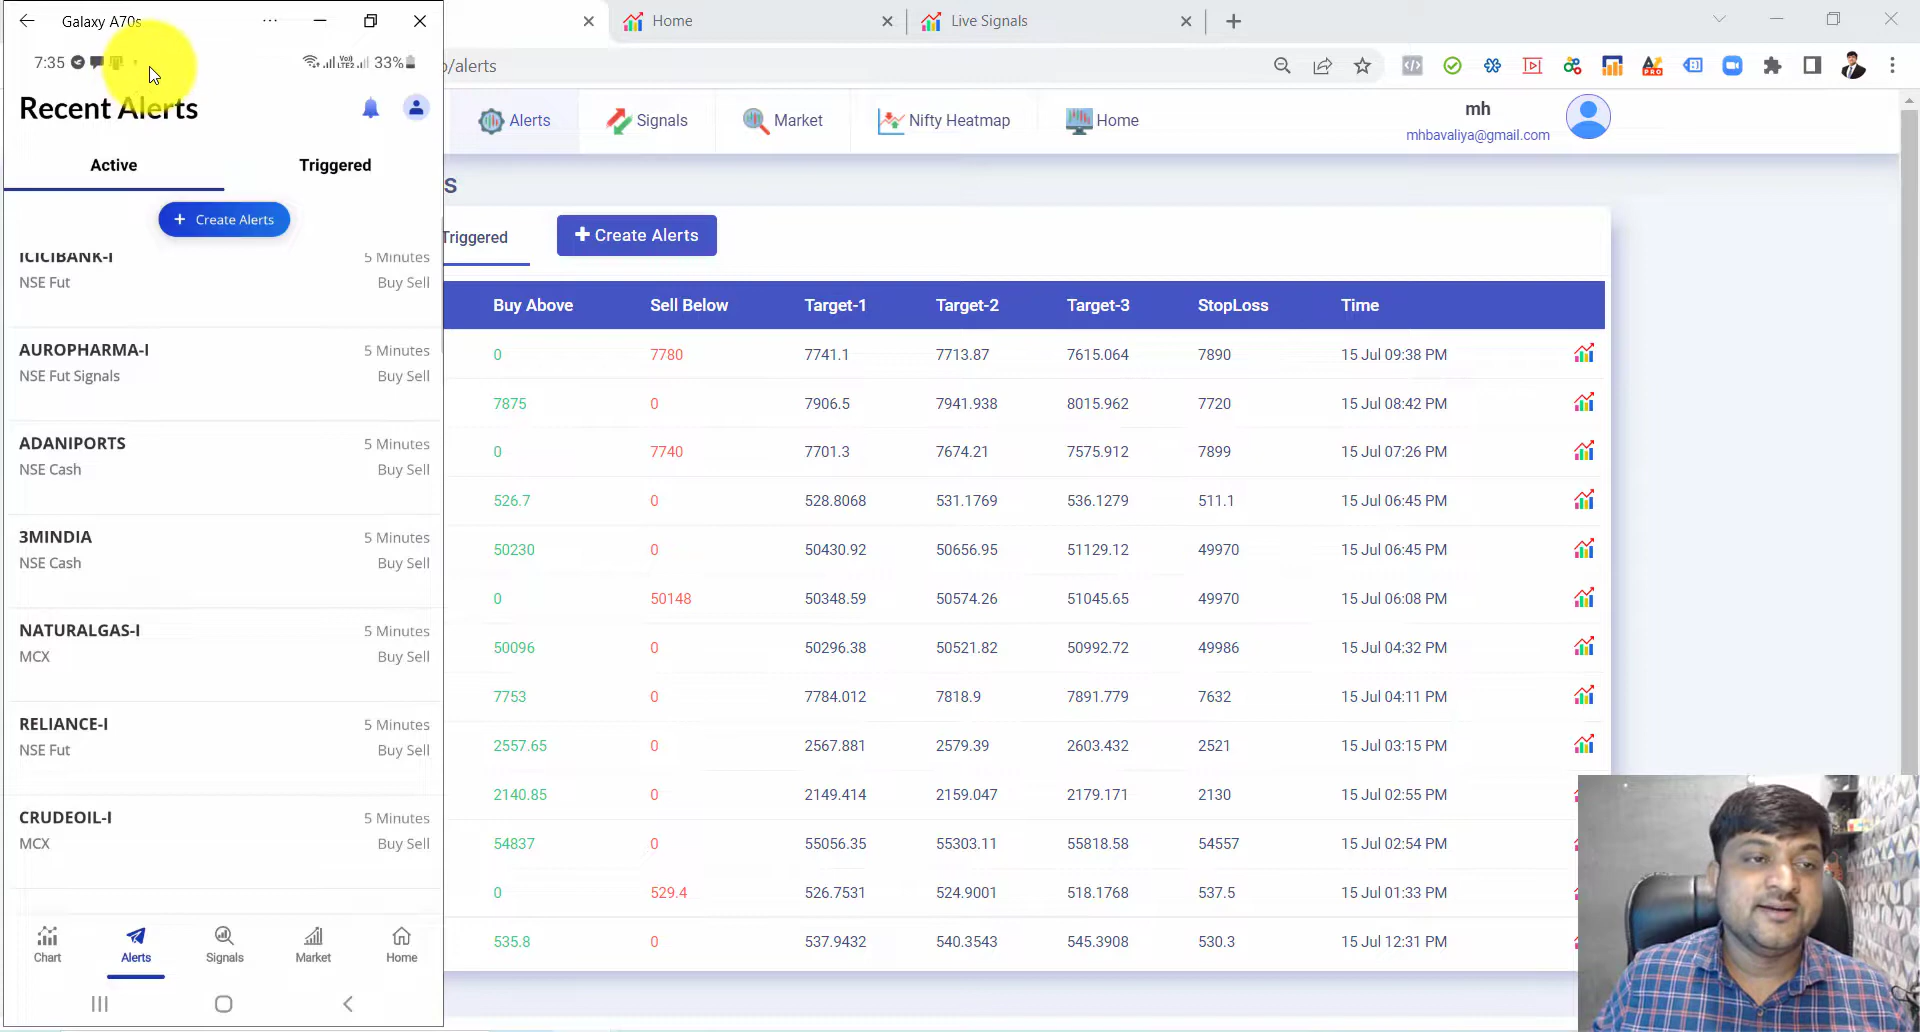 Galaxy A70s
Home
Live Signals
7:35
33%
/alerts
Recent Alerts
Alerts
Signals
Market
Nifty Heatmap
Home
mh
mhbavaliya@gmail.com
Active
Triggered
+ Create Alerts
s
Triggered
+ Create Alerts
ICICIBANK-I
5 Minutes
NSE Fut
Buy Sell
AUROPHARMA-I
5 Minutes
NSE Fut Signals
Buy Sell
ADANIPORTS
5 Minutes
NSE Cash
Buy Sell
3MINDIA
5 Minutes
NSE Cash
Buy Sell
NATURALGAS-I
5 Minutes
MCX
Buy Sell
RELIANCE-I
5 Minutes
NSE Fut
Buy Sell
CRUDEOIL-I
5 Minutes
MCX
Buy Sell
Chart
Alerts
Signals
Market
Home
Buy Above Sell Below Target-1 Target-2 Target-3 StopLoss Time
0 7780 7741.1 7713.87 7615.064 7890 15 Jul 09:38 PM
7875 0 7906.5 7941.938 8015.962 7720 15 Jul 08:42 PM
0 7740 7701.3 7674.21 7575.912 7899 15 Jul 07:26 PM
526.7 0 528.8068 531.1769 536.1279 511.1 15 Jul 06:45 PM
50230 0 50430.92 50656.95 51129.12 49970 15 Jul 06:45 PM
0 50148 50348.59 50574.26 51045.65 49970 15 Jul 06:08 PM
50096 0 50296.38 50521.82 50992.72 49986 15 Jul 04:32 PM
7753 0 7784.012 7818.9 7891.779 7632 15 Jul 04:11 PM
2557.65 0 2567.881 2579.39 2603.432 2521 15 Jul 03:15 PM
2140.85 0 2149.414 2159.047 2179.171 2130 15 Jul 02:55 PM
54837 0 55056.35 55303.11 55818.58 54557 15 Jul 02:54 PM
0 529.4 526.7531 524.9001 518.1768 537.5 15 Jul 01:33 PM
535.8 0 537.9432 540.3543 545.3908 530.3 15 Jul 12:31 PM